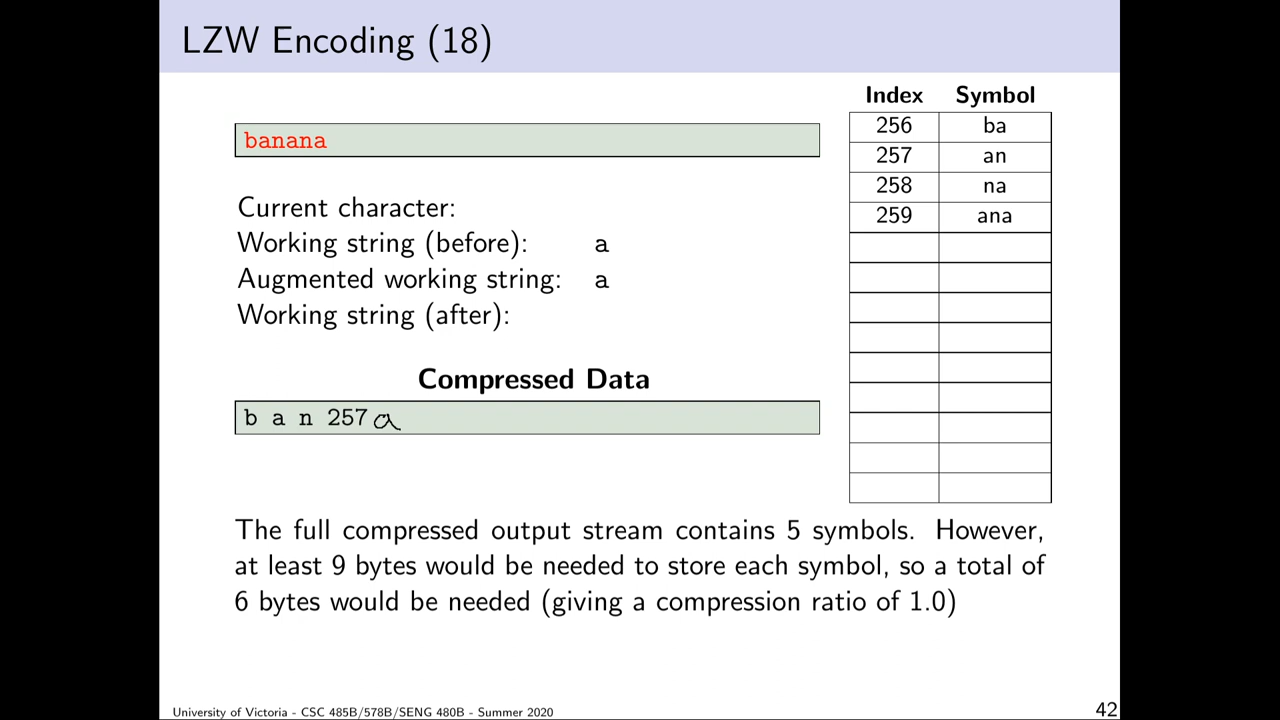 LZW Encoding (18)
banana
Current character:
Working string (before): a
Augmented working string: a
Working string (after):
Compressed Data
b a n 257 a
Index Symbol
256 ba
257 an
258 na
259 ana
The full compressed output stream contains 5 symbols. However,
at least 9 bytes would be needed to store each symbol, so a total of
6 bytes would be needed (giving a compression ratio of 1.0)
University of Victoria - CSC 485B/578B/SENG 480B - Summer 2020
42